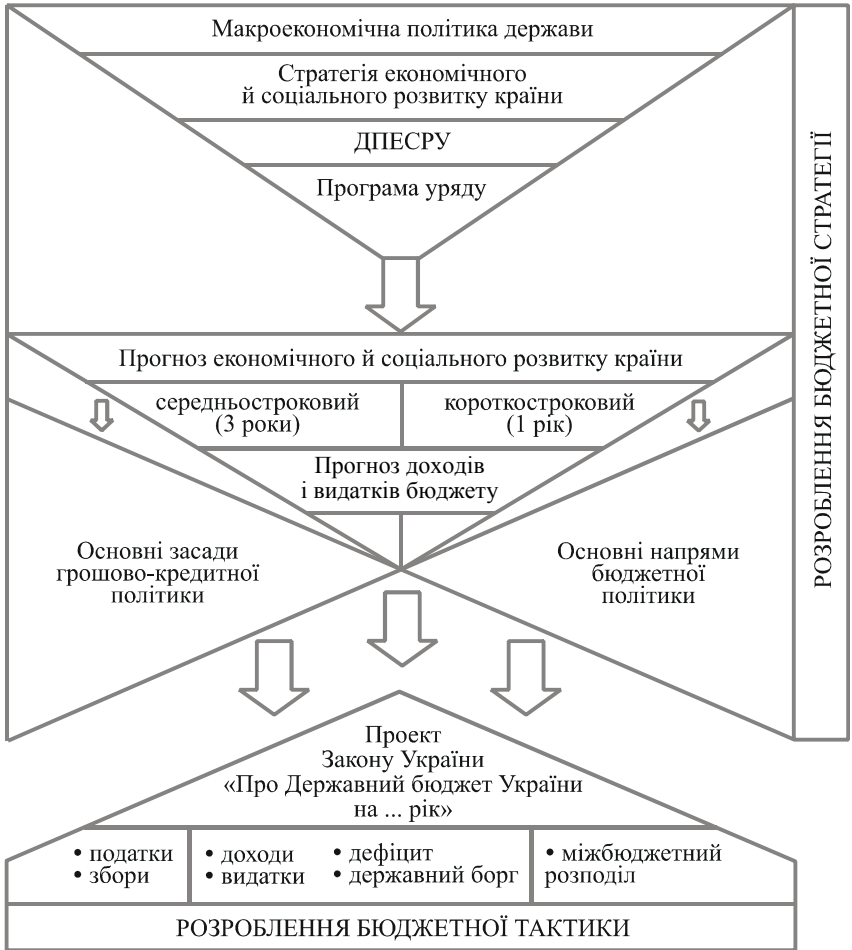 Макроекономічна політика держави
Стратегія економічного
й соціального розвитку країни
ДПЕСРУ
Програма уряду
Прогноз економічного й соціального розвитку країни
середньостроковий
(3 роки)
короткостроковий
(1 рік)
Прогноз доходів
і видатків бюджету
Основні засади
грошово-кредитної
політики
Основні напрями
бюджетної
політики
РОЗРОБЛЕННЯ БЮДЖЕТНОЇ СТРАТЕГІЇ
Проект
Закону України
«Про Державний бюджет України
на ... рік»
• податки
• збори
• доходи
• видатки
• дефіцит
• державний борг
• міжбюджетний
розподіл
РОЗРОБЛЕННЯ БЮДЖЕТНОЇ ТАКТИКИ